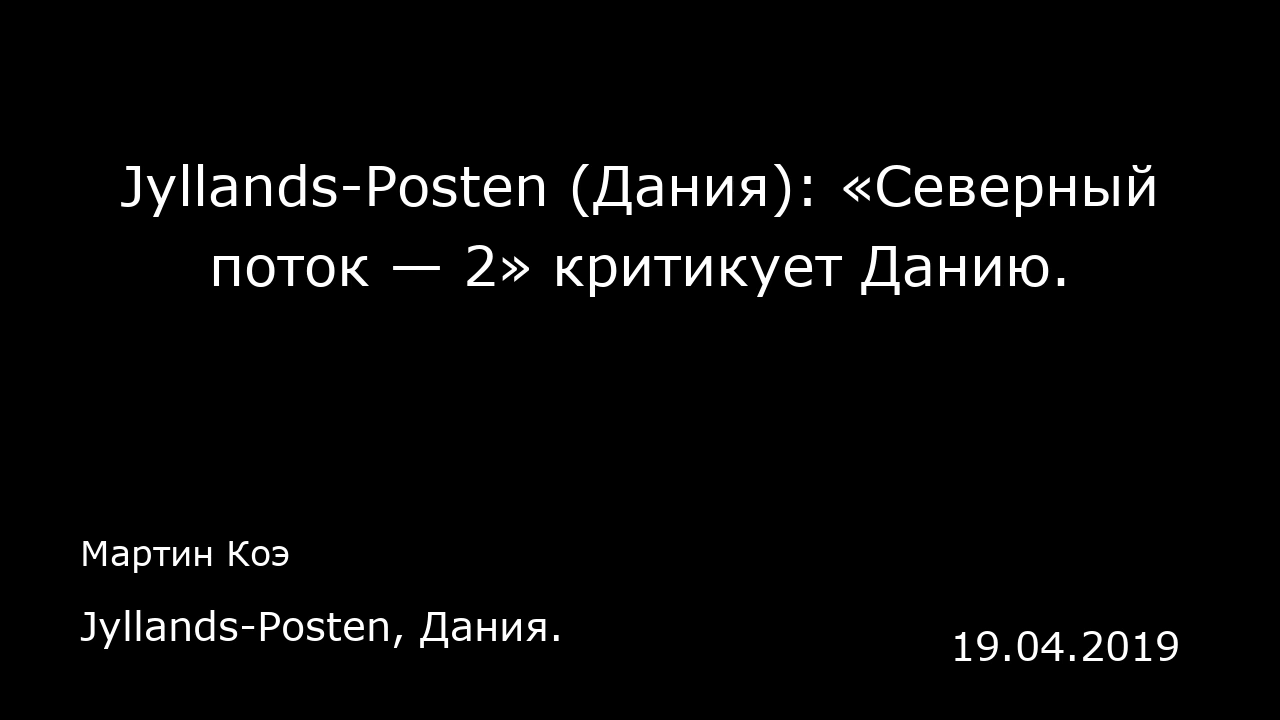 Jyllands-Posten (Дания): «Северный
поток — 2» критикует Данию.
Мартин Коэ
Jyllands-Posten, Дания.
19.04.2019